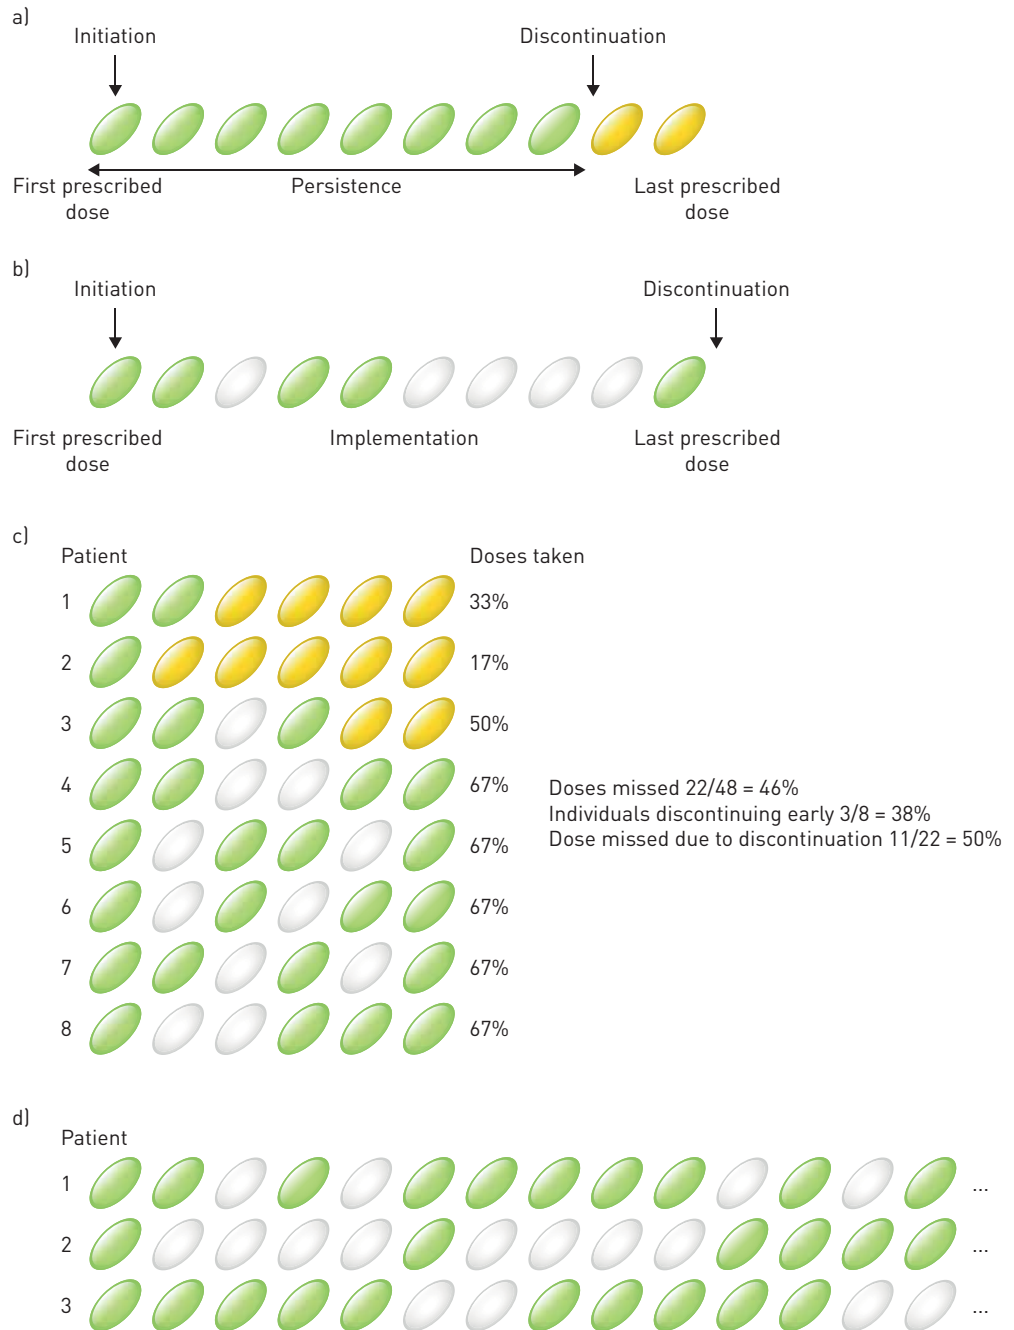 a)
Initiation Discontinuation
First prescribed Persistence Last prescribed
dose dose
b)
Initiation Discontinuation
First prescribed Implementation Last prescribed
dose dose
c)
Patient Doses taken
1 33%
2 17%
3 50%
4 67%
Doses missed 22/48 = 46%
Individuals discontinuing early 3/8 = 38%
Dose missed due to discontinuation 11/22 = 50%
5 67%
6 67%
7 67%
8 67%
d)
Patient
1 ...
2 ...
3 ...